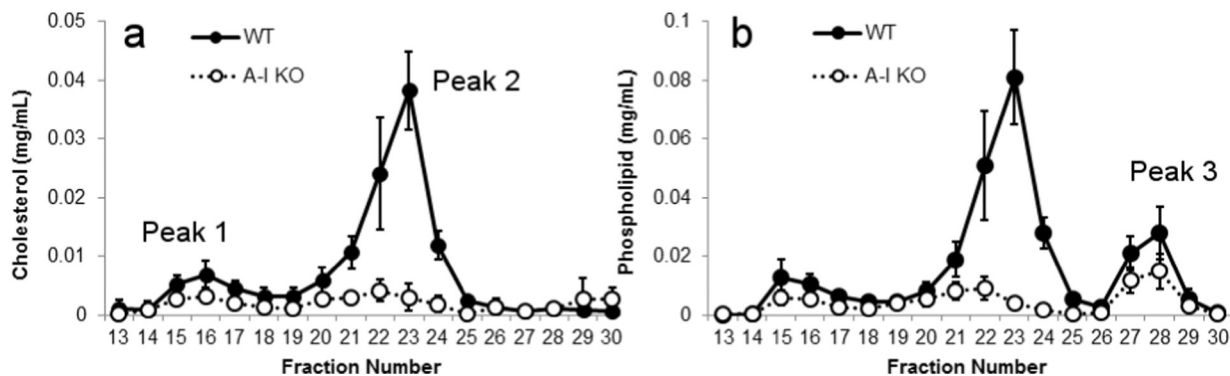 a
WT
A-I KO
Peak 1
Peak 2
Cholesterol (mg/mL)
0.05
0.04
0.03
0.02
0.01
0
13 14 15 16 17 18 19 20 21 22 23 24 25 26 27 28 29 30
Fraction Number
b
WT
A-I KO
Peak 3
Phospholipid (mg/mL)
0.1
0.08
0.06
0.04
0.02
0
13 14 15 16 17 18 19 20 21 22 23 24 25 26 27 28 29 30
Fraction Number